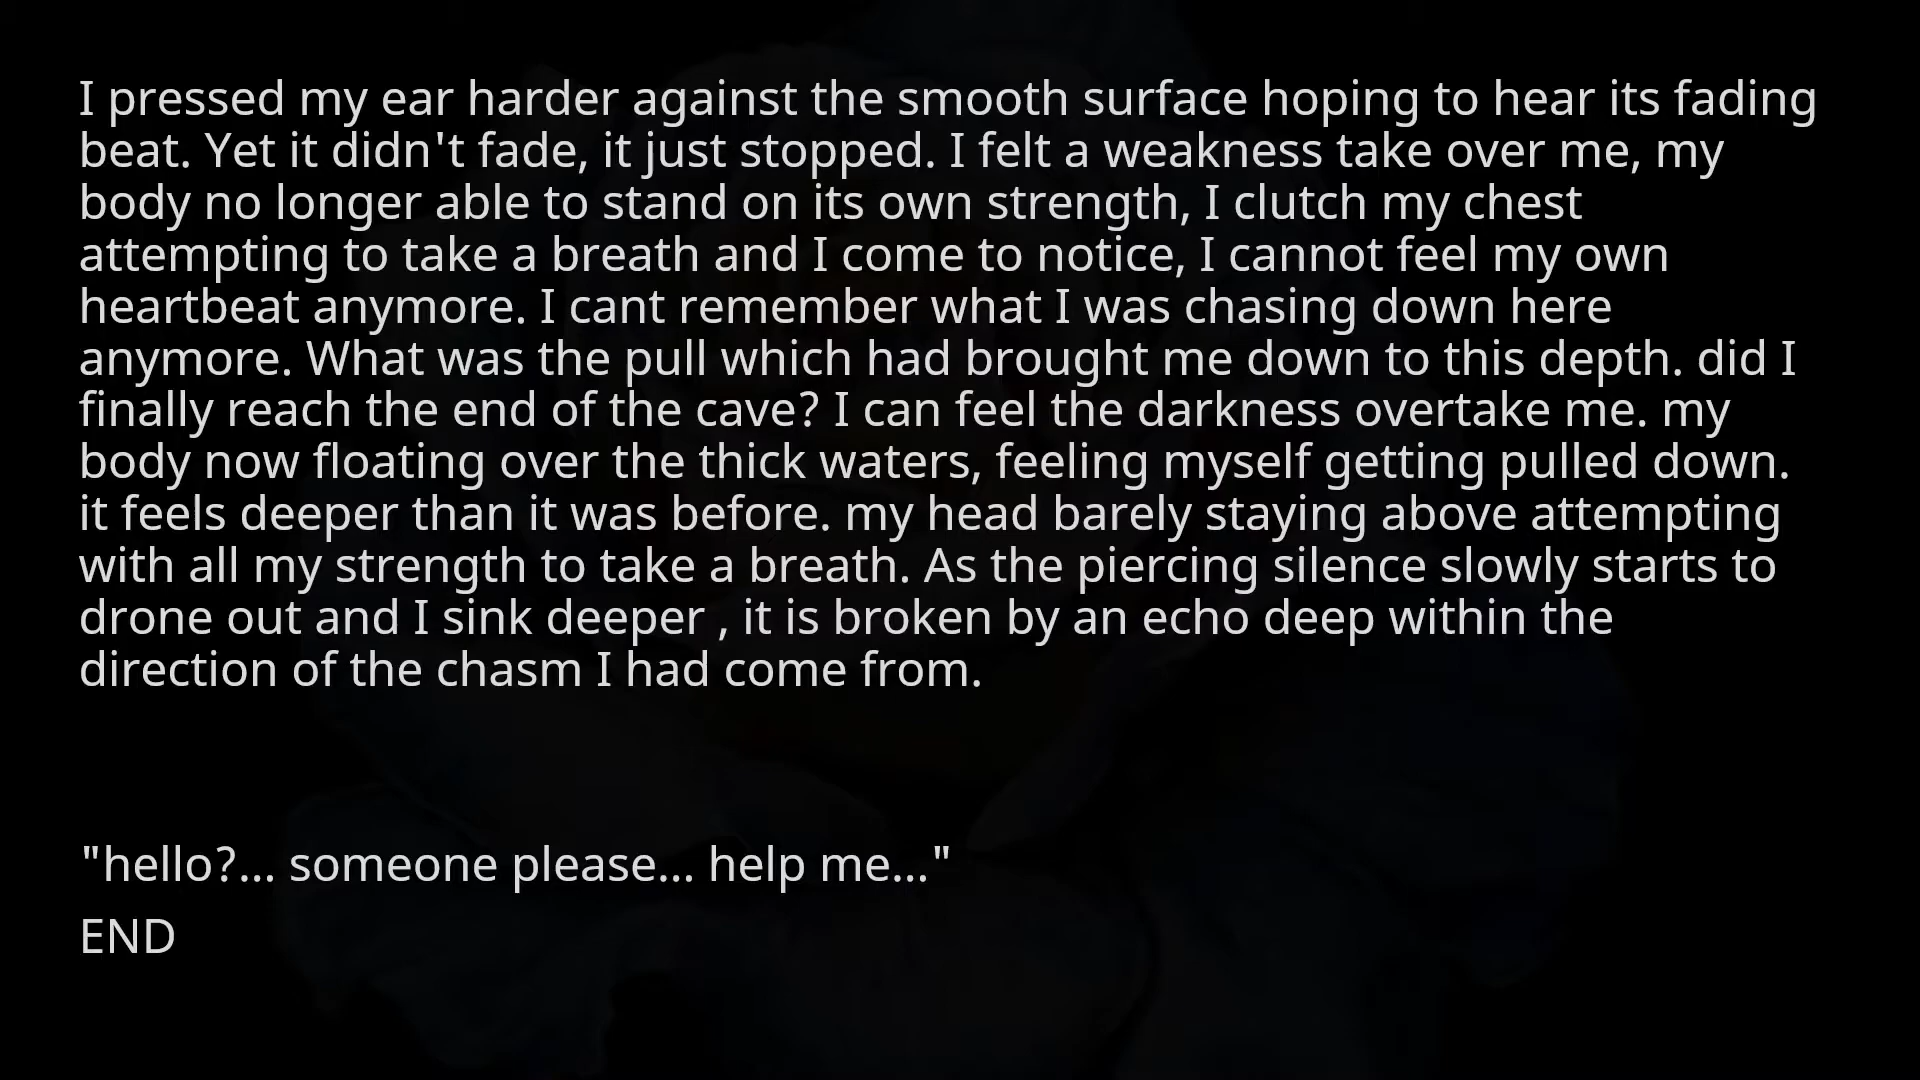 I pressed my ear harder against the smooth surface hoping to hear its fading
beat. Yet it didn't fade, it just stopped. I felt a weakness take over me, my
body no longer able to stand on its own strength, I clutch my chest
attempting to take a breath and I come to notice, I cannot feel my own
heartbeat anymore. I cant remember what I was chasing down here
anymore. What was the pull which had brought me down to this depth. did I
finally reach the end of the cave? I can feel the darkness overtake me. my
body now floating over the thick waters, feeling myself getting pulled down.
it feels deeper than it was before. my head barely staying above attempting
with all my strength to take a breath. As the piercing silence slowly starts to
drone out and I sink deeper , it is broken by an echo deep within the
direction of the chasm I had come from.
"hello?... someone please... help me..."
END